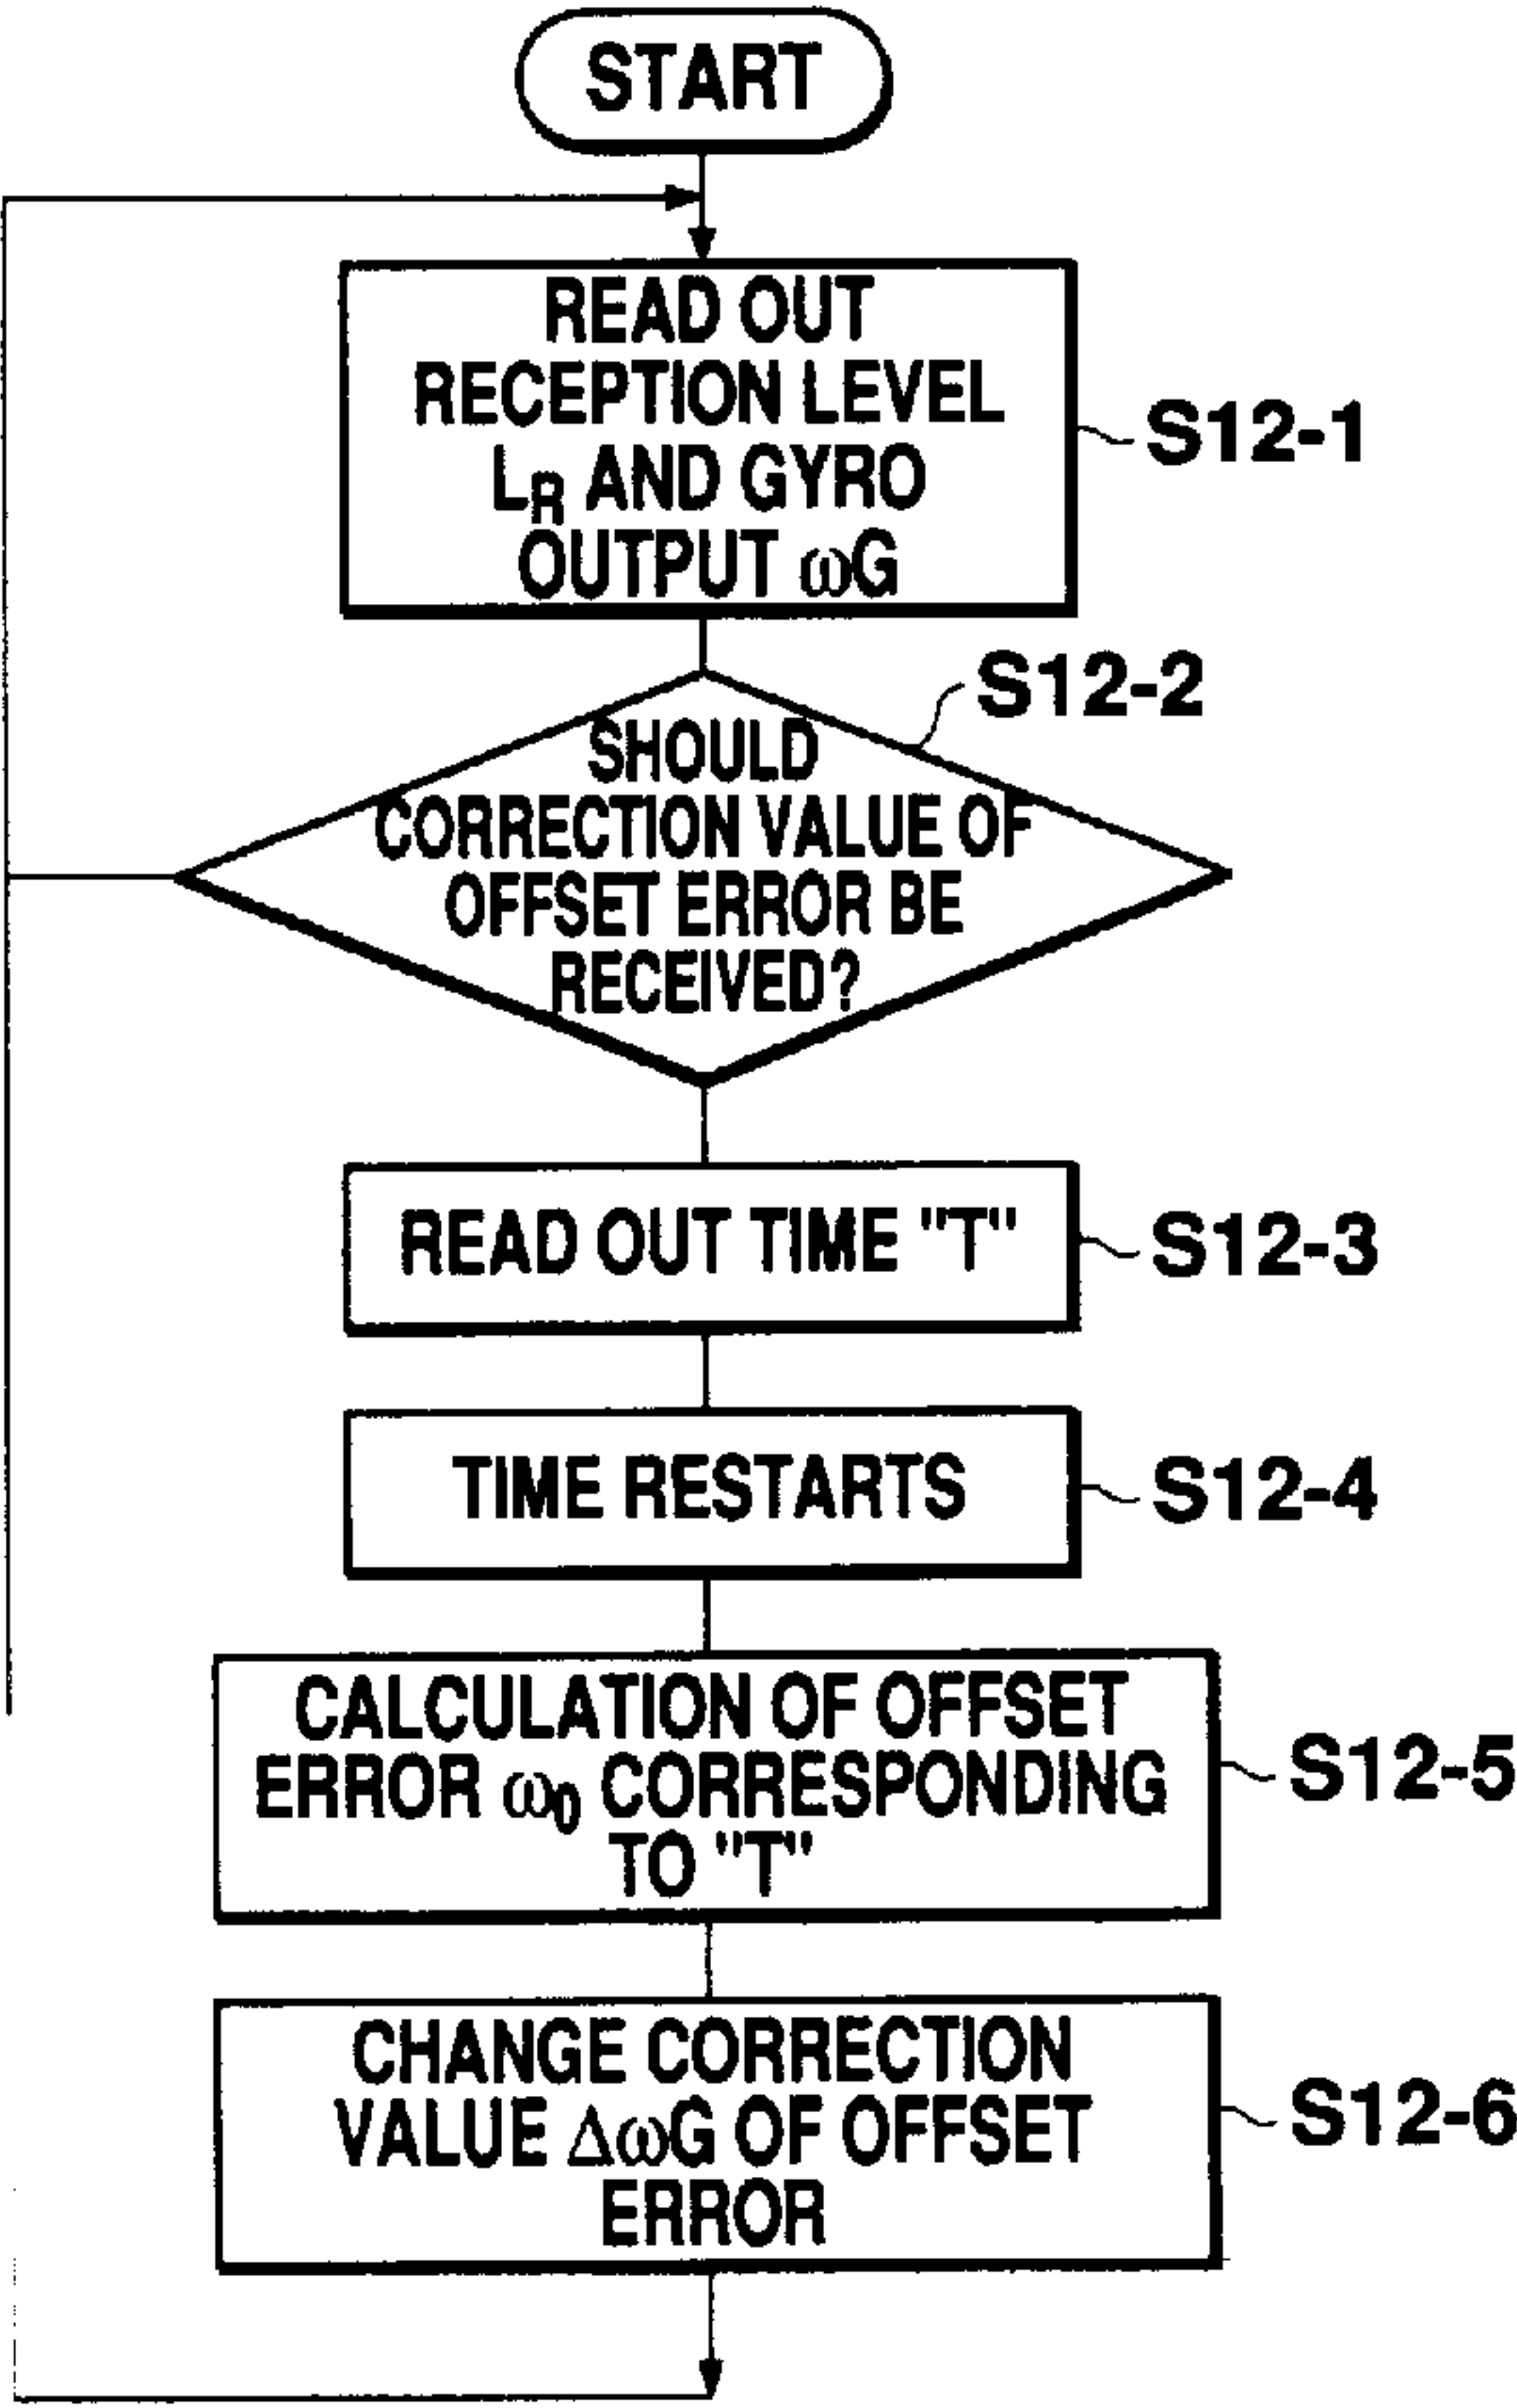 START
READ OUT
RECEPTION LEVEL
LR AND GYRO
OUTPUT ωG
S12-1
S12-2
SHOULD
CORRECTION VALUE OF
OFFSET ERROR BE
RECEIVED?
READ OUT TIME "T"
S12-3
TIME RESTARTS
S12-4
CALCULATION OF OFFSET
ERROR ωp CORRESPONDING
TO "T"
S12-5
CHANGE CORRECTION
VALUE ΔωG OF OFFSET
ERROR
S12-6